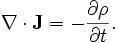 ∇ · J = −∂ρ/∂t.